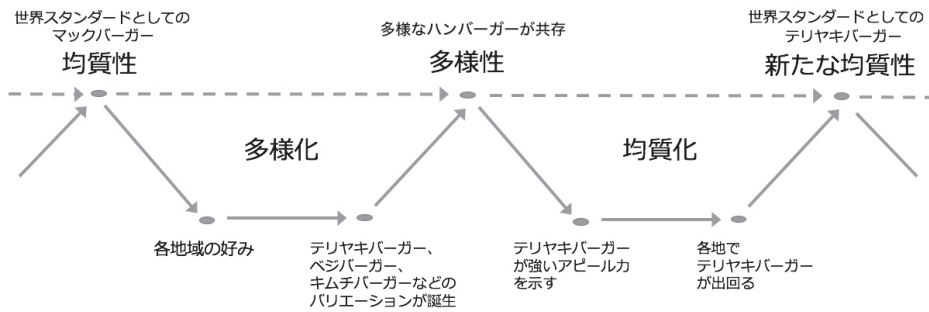 世界スタンダードとしての
マックバーガー
均質性
多様なハンバーガーが共存
多様性
世界スタンダードとしての
テリヤキバーガー
新たな均質性
多様化
均質化
各地域の好み
テリヤキバーガー、
ベジバーガー、
キムチバーガーなどの
バリエーションが誕生
テリヤキバーガー
が強いアピール力
を示す
各地で
テリヤキバーガー
が出回る